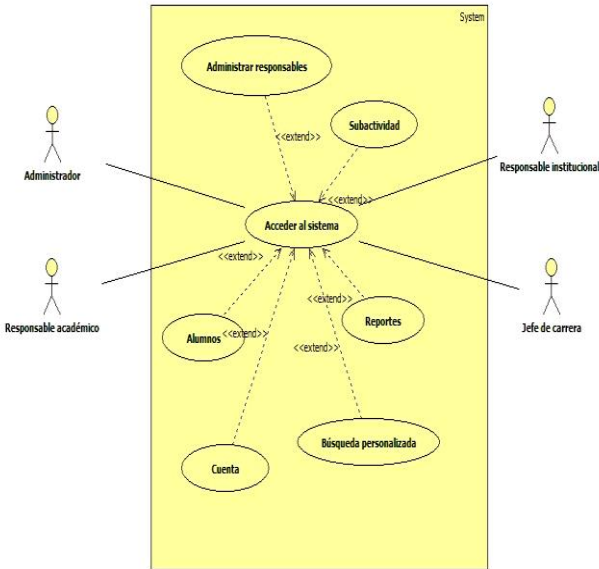 System
Administrar responsables
Subactividad
<<extend>>
Administrador
Responsable institucional
<<extend>>
Acceder al sistema
<<extend>>
<<extend>>
Responsable académico
Jefe de carrera
Alumnos
<<extend>>
Reportes
<<extend>>
Búsqueda personalizada
Cuenta